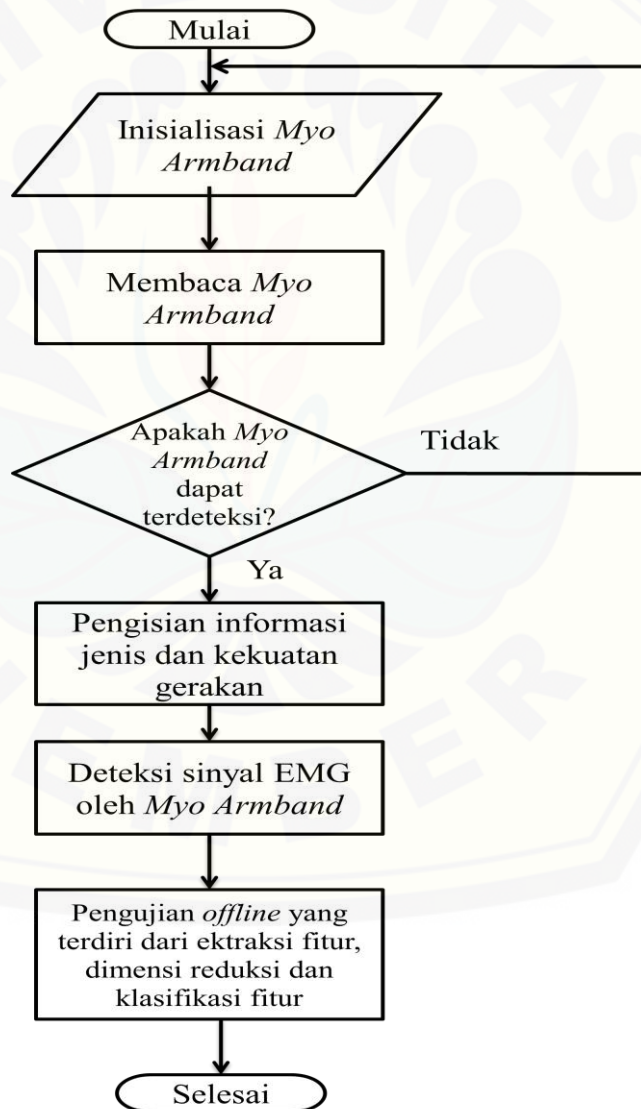 Mulai
Inisialisasi Myo
Armband
Membaca Myo
Armband
Apakah Myo
Armband
dapat
terdeteksi?
Tidak
Ya
Pengisian informasi
jenis dan kekuatan
gerakan
Deteksi sinyal EMG
oleh Myo Armband
Pengujian offline yang
terdiri dari ektraksi fitur,
dimensi reduksi dan
klasifikasi fitur
Selesai